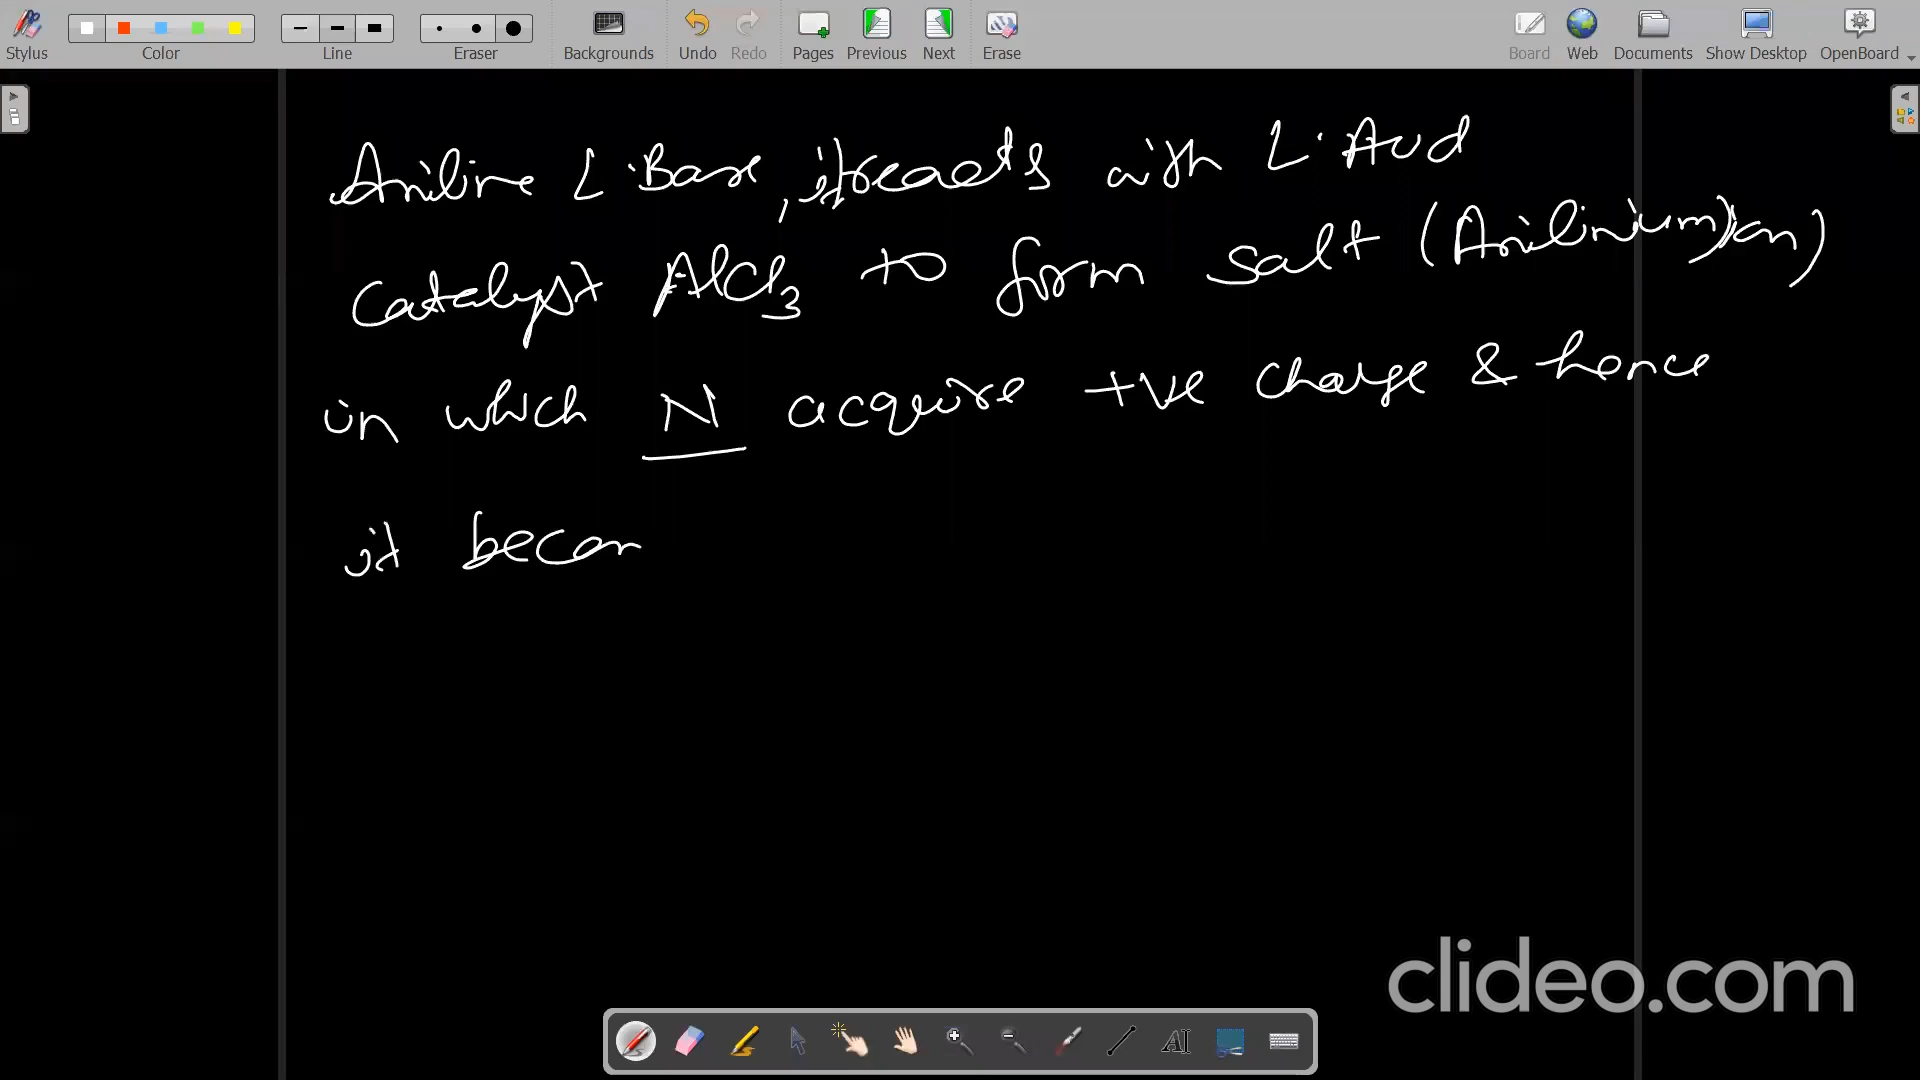 Stylus Color Line Eraser Backgrounds Undo Redo Pages Previous Next Erase Board Web Documents Show Desktop OpenBoard
Aniline L.Base, it reacts with L.Acid
catalyst AlCl3 to form salt (Anilinium ion)
in which N acquire +ve charge & hence
it becom
clideo.com